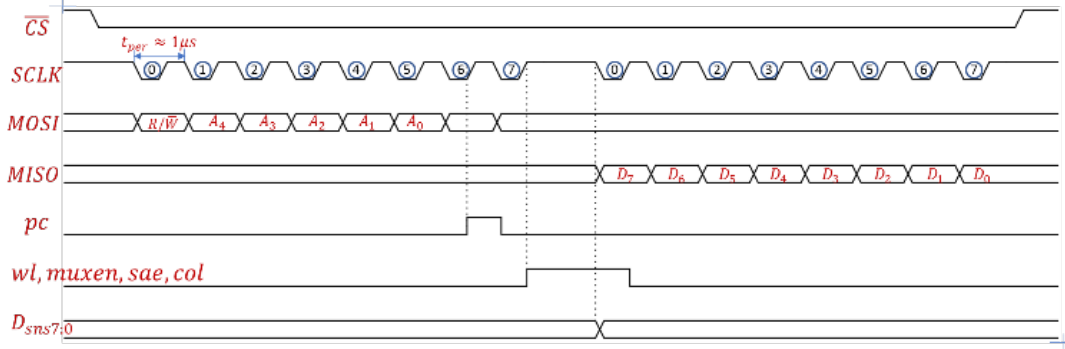 CS
t_per ≈ 1μs
SCLK 0 1 2 3 4 5 6 7 0 1 2 3 4 5 6 7
MOSI R/W̅ A₄ A₃ A₂ A₁ A₀
MISO D₇ D₆ D₅ D₄ D₃ D₂ D₁ D₀
pc
wl, muxen, sae, col
D_sns7:0